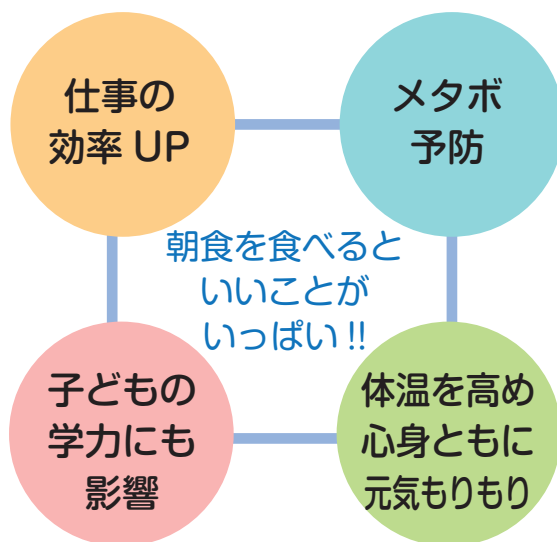 仕事の
効率 UP
メタボ
予防
朝食を食べると
いいことが
いっぱい !!
子どもの
学力にも
影響
体温を高め
心身ともに
元気もりもり